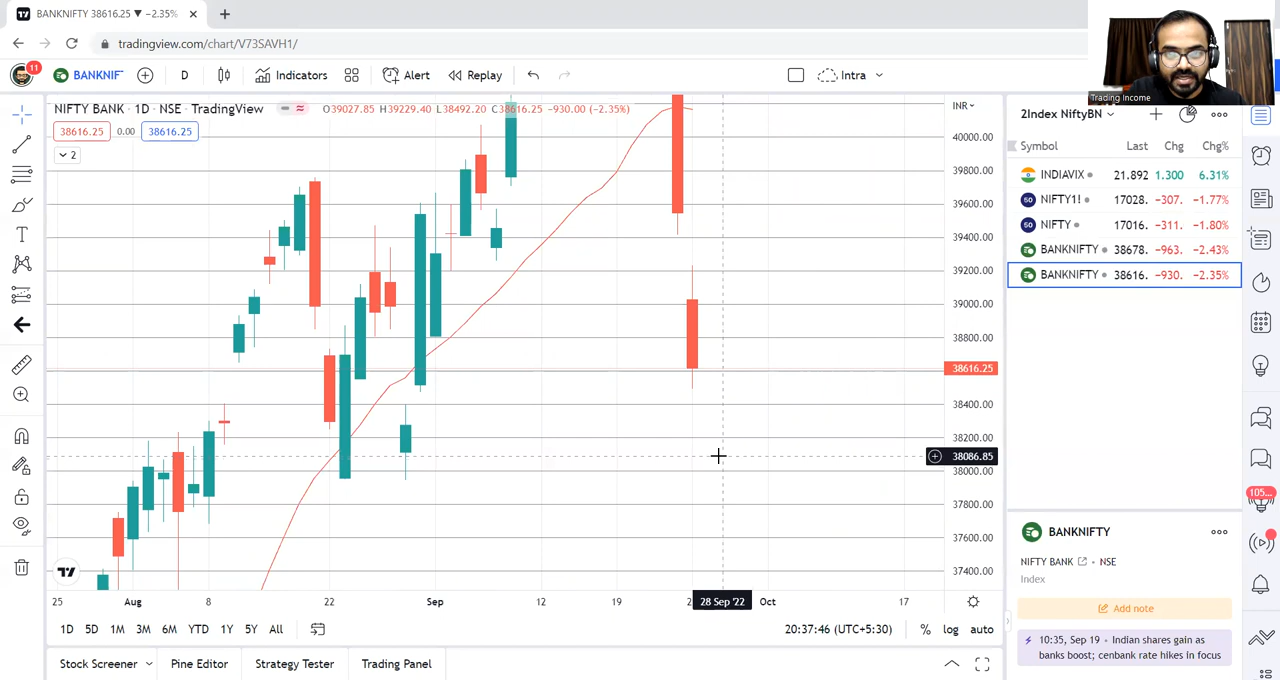 BANKNIFTY 38616.25 ▼ −2.35%
tradingview.com/chart/V73SAVH1/
11
BANKNIF
D
Indicators
Alert
Replay
Intra
Trading Income
NIFTY BANK • 1D • NSE • TradingView
O39027.85 H39229.40 L38492.20 C38616.25 −930.00 (−2.35%)
38616.25
0.00
38616.25
2
INR
40000.00
39800.00
39600.00
39400.00
39200.00
39000.00
38800.00
38616.25
38400.00
38200.00
38086.85
38000.00
37800.00
37600.00
37400.00
25
Aug
8
22
Sep
12
19
28 Sep '22
Oct
17
1D 5D 1M 3M 6M YTD 1Y 5Y All
20:37:46 (UTC+5:30)
% log auto
Stock Screener
Pine Editor
Strategy Tester
Trading Panel
2Index NiftyBN
Symbol Last Chg Chg%
INDIAVIX 21.892 1.300 6.31%
NIFTY1! 17028. −307. −1.77%
NIFTY 17016. −311. −1.80%
BANKNIFTY 38678. −963. −2.43%
BANKNIFTY 38616. −930. −2.35%
105...
BANKNIFTY
NIFTY BANK • NSE
Index
Add note
10:35, Sep 19 • Indian shares gain as
banks boost; cenbank rate hikes in focus